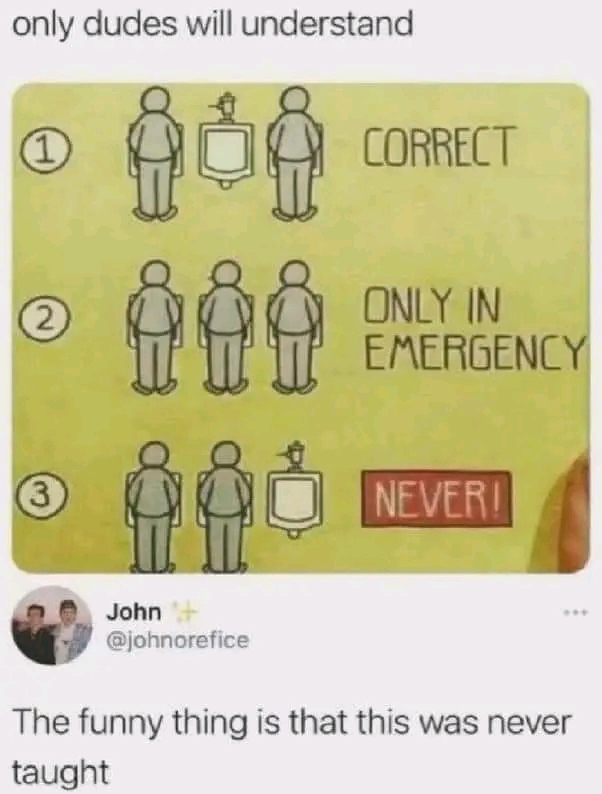 only dudes will understand
1 CORRECT
2 ONLY IN
EMERGENCY
3 NEVER!
John
@johnorefice
The funny thing is that this was never
taught